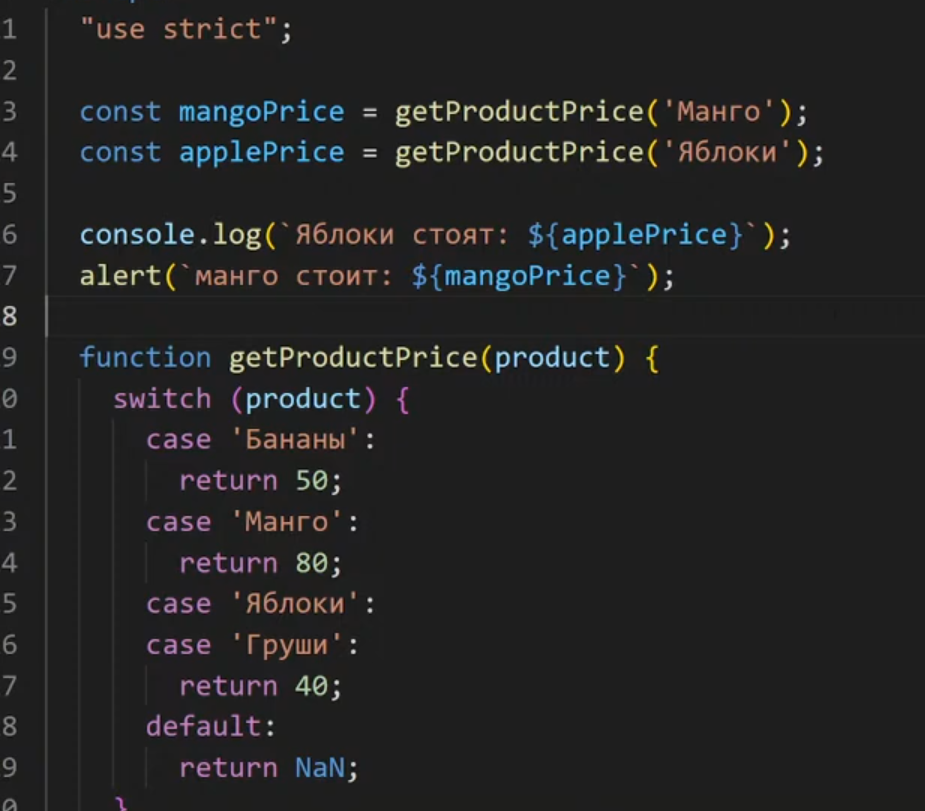 1 "use strict";
2
3 const mangoPrice = getProductPrice('Манго');
4 const applePrice = getProductPrice('Яблоки');
5
6 console.log(`Яблоки стоят: ${applePrice}`);
7 alert(`манго стоит: ${mangoPrice}`);
8
9 function getProductPrice(product) {
0 switch (product) {
1 case 'Бананы':
2 return 50;
3 case 'Манго':
4 return 80;
5 case 'Яблоки':
6 case 'Груши':
7 return 40;
8 default:
9 return NaN;
0 }